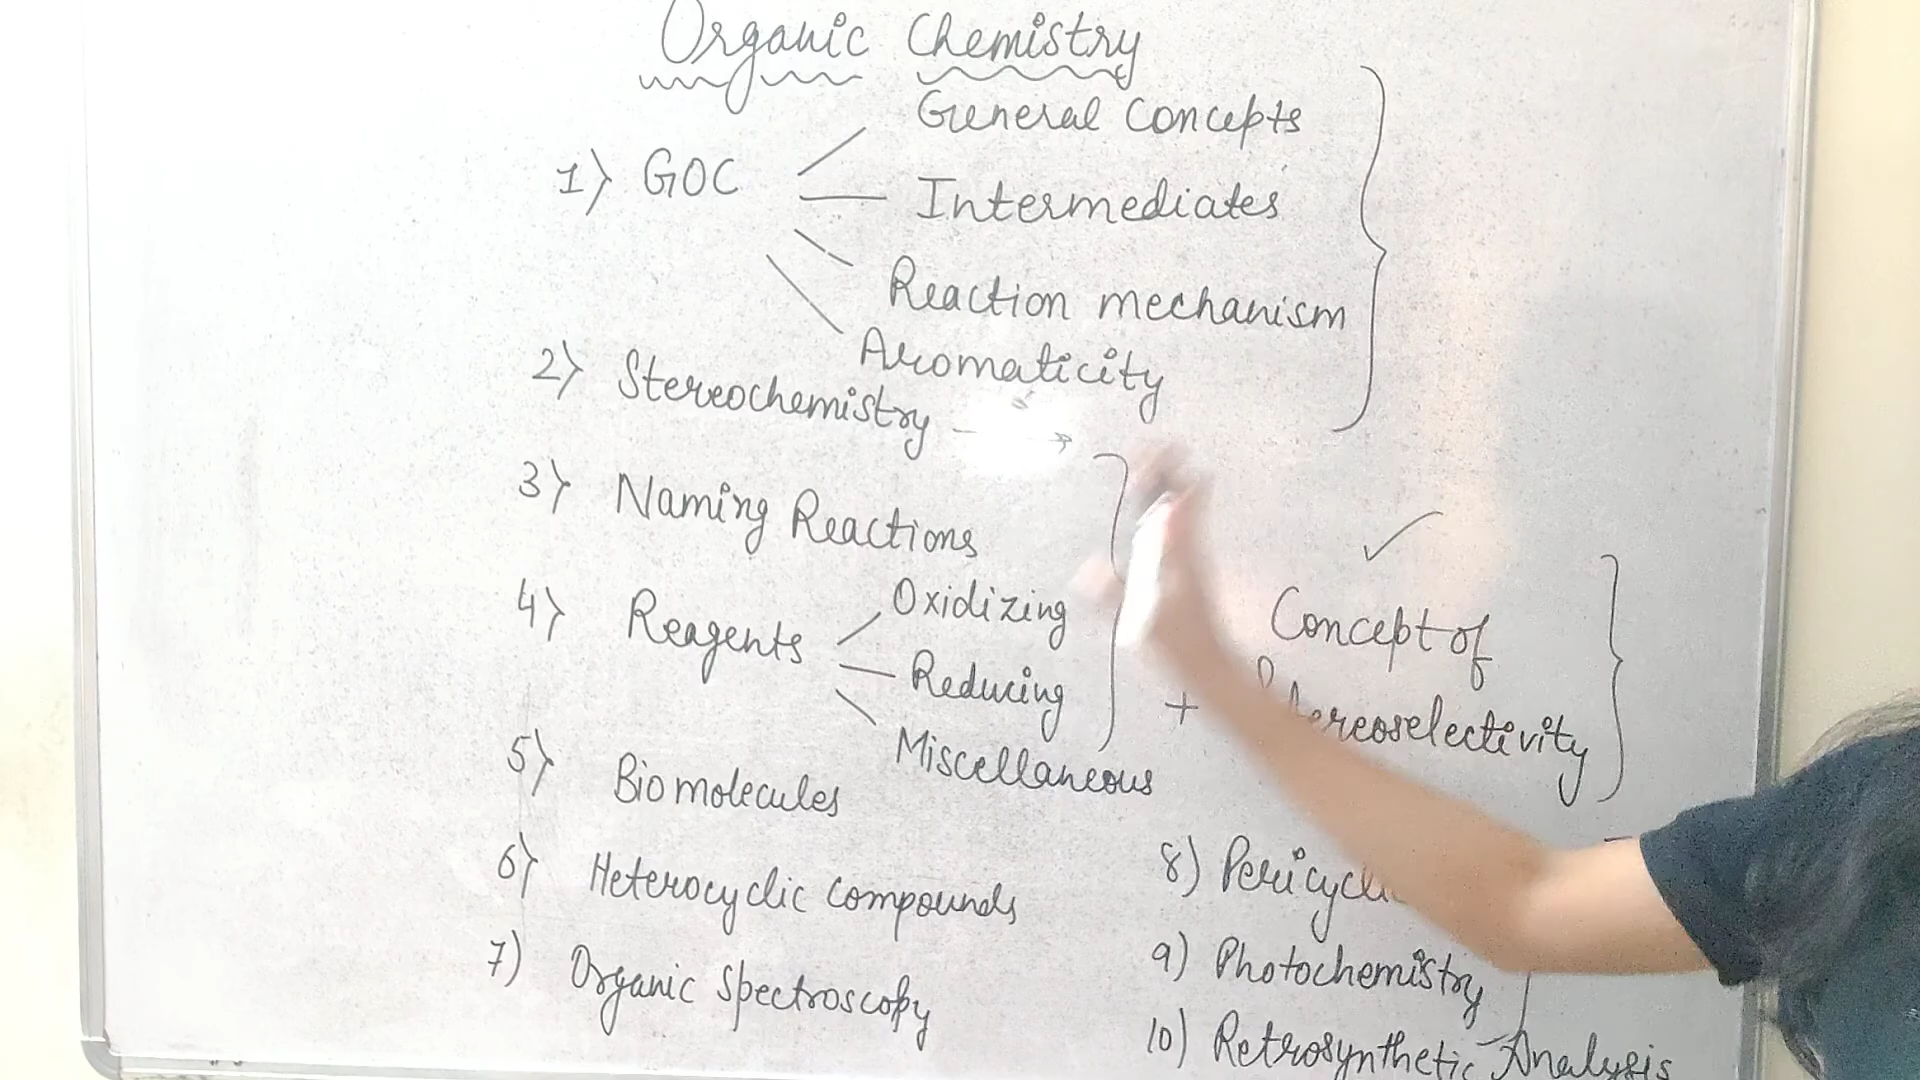 Organic Chemistry
1) GOC
General Concepts
Intermediates
Reaction mechanism
Aromaticity
2) Stereochemistry →
3) Naming Reactions
4) Reagents
Oxidizing
Reducing
Miscellaneous
✓
Concept of
+
5) Biomolecules
6) Heterocyclic Compounds
7) Organic Spectroscopy
8)
9) Photochemistry
10) Retrosynthetic Analysis